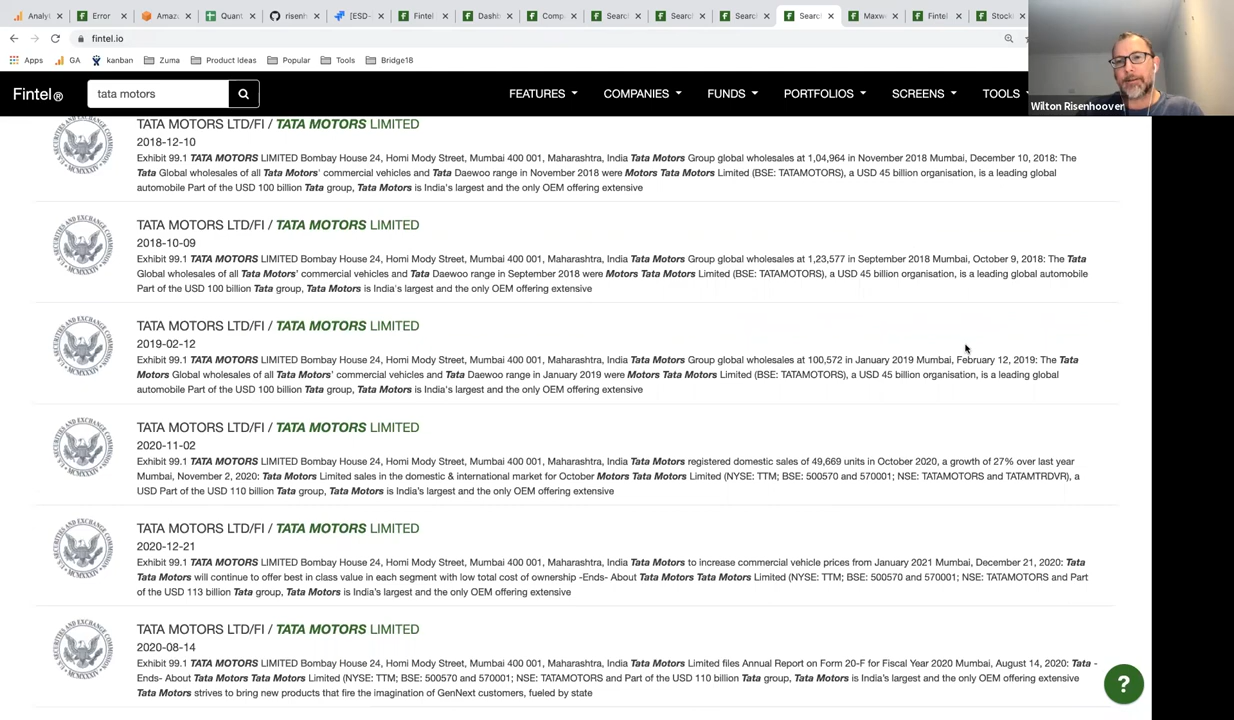 Analyt
Error
Amaz
Quant
risenh
[ESD-
Fintel
Dashb
Comp
Search
Search
Search
Search
Maxw
Fintel
Stock
fintel.io
Apps
GA
kanban
Zuma
Product Ideas
Popular
Tools
Bridge18
Fintel®
tata motors
FEATURES
COMPANIES
FUNDS
PORTFOLIOS
SCREENS
TOOLS
Wilton Risenhoover
TATA MOTORS LTD/FI / TATA MOTORS LIMITED
2018-12-10
Exhibit 99.1 TATA MOTORS LIMITED Bombay House 24, Homi Mody Street, Mumbai 400 001, Maharashtra, India Tata Motors Group global wholesales at 1,04,964 in November 2018 Mumbai, December 10, 2018: The
Tata Global wholesales of all Tata Motors' commercial vehicles and Tata Daewoo range in November 2018 were Motors Tata Motors Limited (BSE: TATAMOTORS), a USD 45 billion organisation, is a leading global
automobile Part of the USD 100 billion Tata group, Tata Motors is India's largest and the only OEM offering extensive
TATA MOTORS LTD/FI / TATA MOTORS LIMITED
2018-10-09
Exhibit 99.1 TATA MOTORS LIMITED Bombay House 24, Homi Mody Street, Mumbai 400 001, Maharashtra, India Tata Motors Group global wholesales at 1,23,577 in September 2018 Mumbai, October 9, 2018: The Tata
Global wholesales of all Tata Motors' commercial vehicles and Tata Daewoo range in September 2018 were Motors Tata Motors Limited (BSE: TATAMOTORS), a USD 45 billion organisation, is a leading global automobile
Part of the USD 100 billion Tata group, Tata Motors is India's largest and the only OEM offering extensive
TATA MOTORS LTD/FI / TATA MOTORS LIMITED
2019-02-12
Exhibit 99.1 TATA MOTORS LIMITED Bombay House 24, Homi Mody Street, Mumbai 400 001, Maharashtra, India Tata Motors Group global wholesales at 100,572 in January 2019 Mumbai, February 12, 2019: The Tata
Motors Global wholesales of all Tata Motors' commercial vehicles and Tata Daewoo range in January 2019 were Motors Tata Motors Limited (BSE: TATAMOTORS), a USD 45 billion organisation, is a leading global
automobile Part of the USD 100 billion Tata group, Tata Motors is India's largest and the only OEM offering extensive
TATA MOTORS LTD/FI / TATA MOTORS LIMITED
2020-11-02
Exhibit 99.1 TATA MOTORS LIMITED Bombay House 24, Homi Mody Street, Mumbai 400 001, Maharashtra, India Tata Motors registered domestic sales of 49,669 units in October 2020, a growth of 27% over last year
Mumbai, November 2, 2020: Tata Motors Limited sales in the domestic & international market for October Motors Tata Motors Limited (NYSE: TTM; BSE: 500570 and 570001; NSE: TATAMOTORS and TATAMTRDVR), a
USD Part of the USD 110 billion Tata group, Tata Motors is India's largest and the only OEM offering extensive
TATA MOTORS LTD/FI / TATA MOTORS LIMITED
2020-12-21
Exhibit 99.1 TATA MOTORS LIMITED Bombay House 24, Homi Mody Street, Mumbai 400 001, Maharashtra, India Tata Motors to increase commercial vehicle prices from January 2021 Mumbai, December 21, 2020: Tata
Tata Motors will continue to offer best in class value in each segment with low total cost of ownership -Ends- About Tata Motors Tata Motors Limited (NYSE: TTM; BSE: 500570 and 570001; NSE: TATAMOTORS and Part
of the USD 113 billion Tata group, Tata Motors is India's largest and the only OEM offering extensive
TATA MOTORS LTD/FI / TATA MOTORS LIMITED
2020-08-14
Exhibit 99.1 TATA MOTORS LIMITED Bombay House 24, Homi Mody Street, Mumbai 400 001, Maharashtra, India Tata Motors Limited files Annual Report on Form 20-F for Fiscal Year 2020 Mumbai, August 14, 2020: Tata -
Ends- About Tata Motors Tata Motors Limited (NYSE: TTM; BSE: 500570 and 570001; NSE: TATAMOTORS and Part of the USD 110 billion Tata group, Tata Motors is India's largest and the only OEM offering extensive
Tata Motors strives to bring new products that fire the imagination of GenNext customers, fueled by state
?